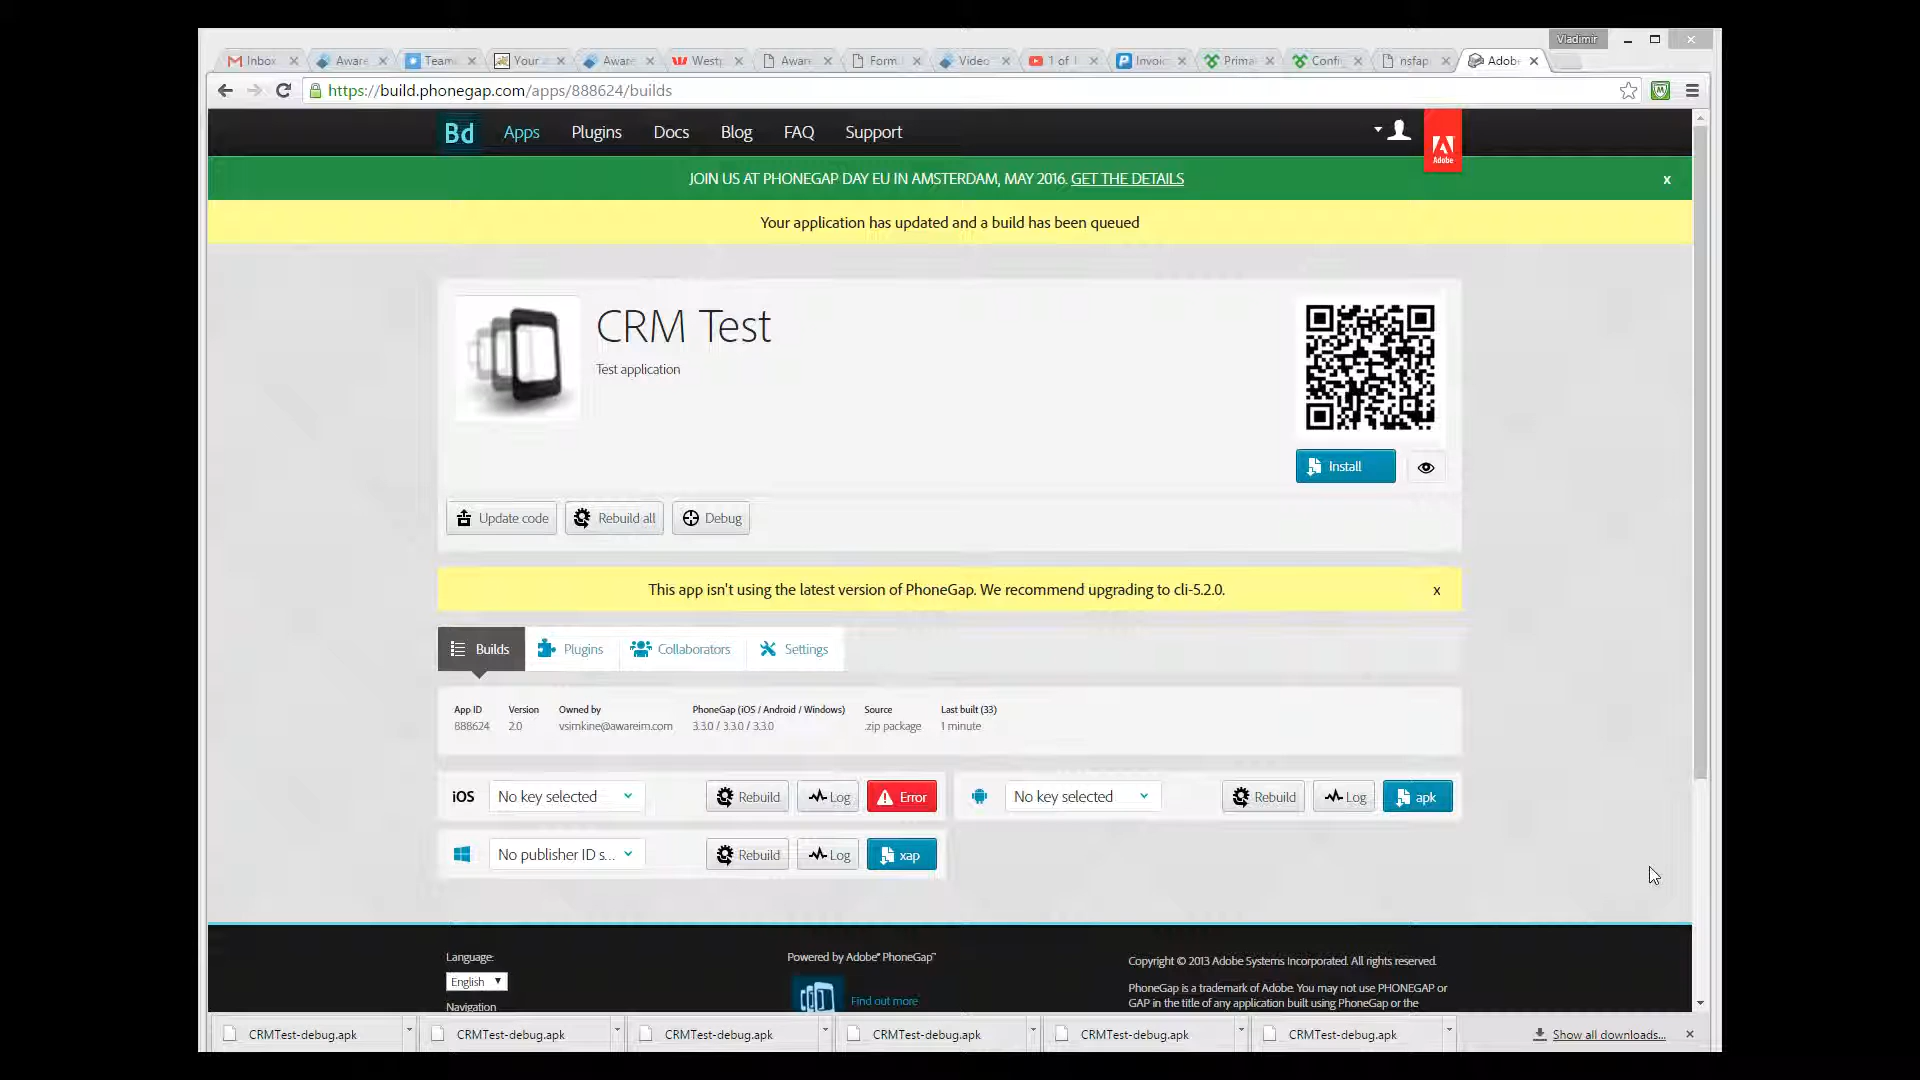 Vladimir
Inbox
Aware
Team
Your
Aware
West
Aware
Form
Video
1 of
Invoic
Prima
Confi
nsfap
Adob
https://build.phonegap.com/apps/888624/builds
Bd Apps Plugins Docs Blog FAQ Support
Adobe
JOIN US AT PHONEGAP DAY EU IN AMSTERDAM, MAY 2016. GET THE DETAILS x
Your application has updated and a build has been queued
CRM Test
Test application
Install
Update code Rebuild all Debug
This app isn't using the latest version of PhoneGap. We recommend upgrading to cli-5.2.0. x
Builds Plugins Collaborators Settings
App ID Version Owned by PhoneGap (iOS / Android / Windows) Source Last built (33)
888624 2.0 vsimkine@awareim.com 3.3.0 / 3.3.0 / 3.3.0 .zip package 1 minute
iOS No key selected Rebuild Log Error No key selected Rebuild Log apk
No publisher ID s... Rebuild Log xap
Language:
English
Navigation
Powered by Adobe® PhoneGap™
Find out more
Copyright © 2013 Adobe Systems Incorporated. All rights reserved.
PhoneGap is a trademark of Adobe. You may not use PHONEGAP or
GAP in the title of any application built using PhoneGap or the
CRMTest-debug.apk CRMTest-debug.apk CRMTest-debug.apk CRMTest-debug.apk CRMTest-debug.apk CRMTest-debug.apk Show all downloads...